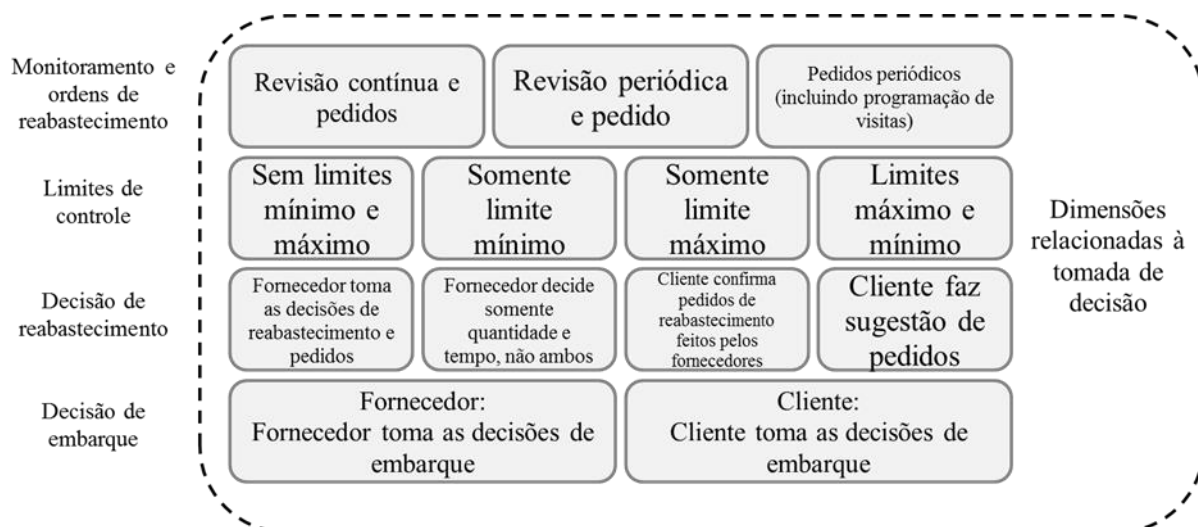 Monitoramento e
ordens de
reabastecimento
Revisão contínua e
pedidos
Revisão periódica
e pedido
Pedidos periódicos
(incluindo programação de
visitas)
Limites de
controle
Sem limites
mínimo e
máximo
Somente
limite
mínimo
Somente
limite
máximo
Limites
máximo e
mínimo
Decisão de
reabastecimento
Fornecedor toma
as decisões de
reabastecimento e
pedidos
Fornecedor decide
somente
quantidade e
tempo, não ambos
Cliente confirma
pedidos de
reabastecimento
feitos pelos
fornecedores
Cliente faz
sugestão de
pedidos
Decisão de
embarque
Fornecedor:
Fornecedor toma as decisões de
embarque
Cliente:
Cliente toma as decisões de
embarque
Dimensões
relacionadas à
tomada de
decisão